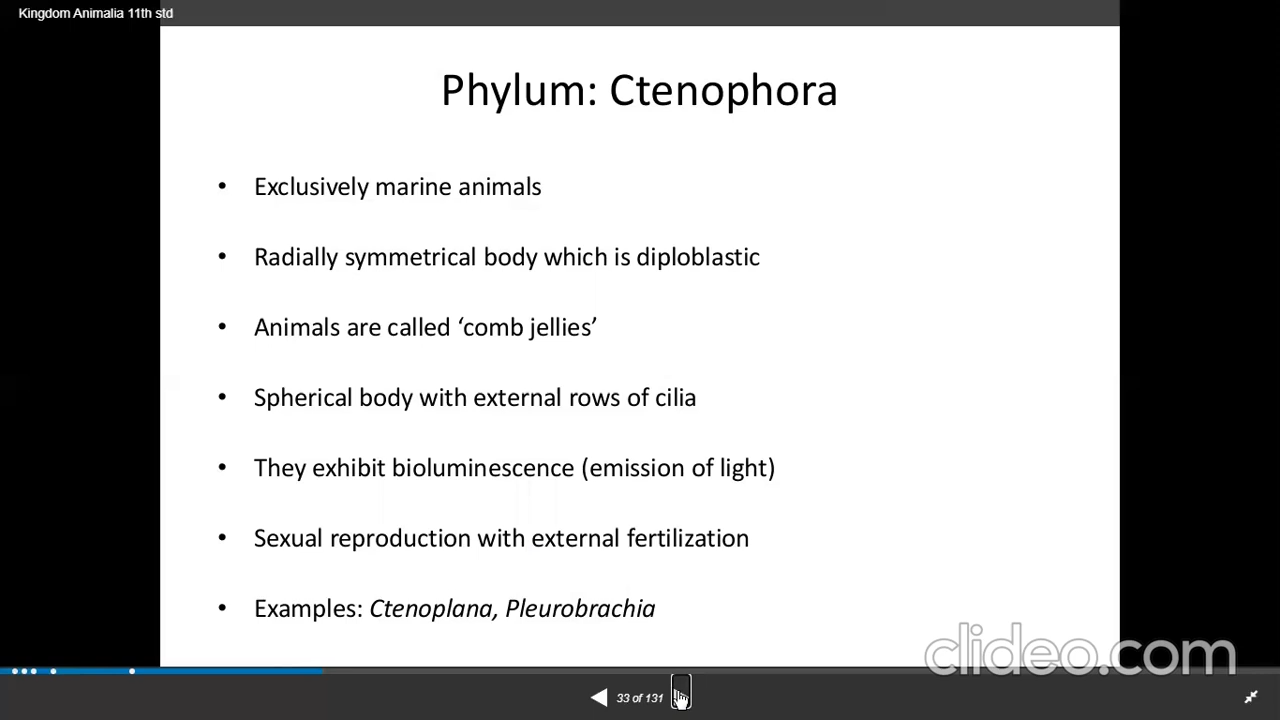 Kingdom Animalia 11th std
Phylum: Ctenophora
• Exclusively marine animals
• Radially symmetrical body which is diploblastic
• Animals are called ‘comb jellies’
• Spherical body with external rows of cilia
• They exhibit bioluminescence (emission of light)
• Sexual reproduction with external fertilization
• Examples: Ctenoplana, Pleurobrachia
clideo.com
33 of 131